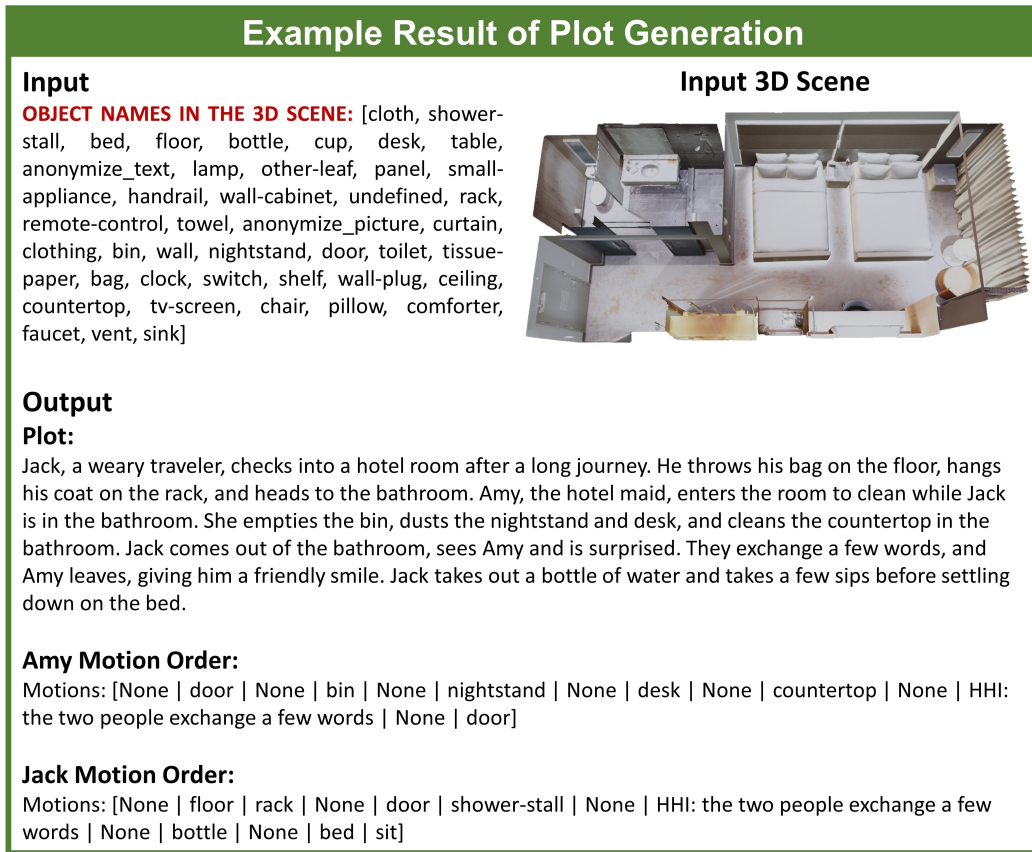 Example Result of Plot Generation
Input
Input 3D Scene
OBJECT NAMES IN THE 3D SCENE: [cloth, shower-
stall, bed, floor, bottle, cup, desk, table,
anonymize_text, lamp, other-leaf, panel, small-
appliance, handrail, wall-cabinet, undefined, rack,
remote-control, towel, anonymize_picture, curtain,
clothing, bin, wall, nightstand, door, toilet, tissue-
paper, bag, clock, switch, shelf, wall-plug, ceiling,
countertop, tv-screen, chair, pillow, comforter,
faucet, vent, sink]
Output
Plot:
Jack, a weary traveler, checks into a hotel room after a long journey. He throws his bag on the floor, hangs
his coat on the rack, and heads to the bathroom. Amy, the hotel maid, enters the room to clean while Jack
is in the bathroom. She empties the bin, dusts the nightstand and desk, and cleans the countertop in the
bathroom. Jack comes out of the bathroom, sees Amy and is surprised. They exchange a few words, and
Amy leaves, giving him a friendly smile. Jack takes out a bottle of water and takes a few sips before settling
down on the bed.
Amy Motion Order:
Motions: [None | door | None | bin | None | nightstand | None | desk | None | countertop | None | HHI:
the two people exchange a few words | None | door]
Jack Motion Order:
Motions: [None | floor | rack | None | door | shower-stall | None | HHI: the two people exchange a few
words | None | bottle | None | bed | sit]